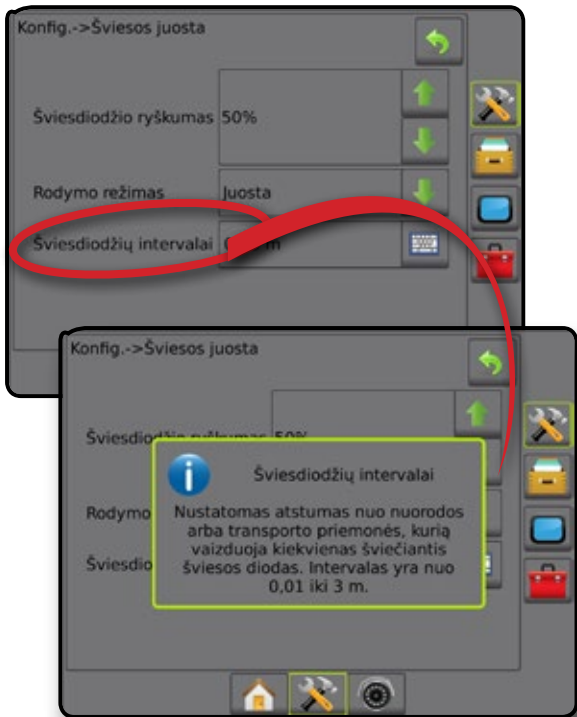 Konfig.->Šviesos juosta
Šviesdiodžio ryškumas 50%
Rodymo režimas Juosta
Šviesdiodžių intervalai m
Konfig.->Šviesos juosta
Šviesdiodžio ryškumas 50%
Rodymo
Šviesdio
Šviesdiodžių intervalai
Nustatomas atstumas nuo nuorodos
arba transporto priemonės, kurią
vaizduoja kiekvienas šviečiantis
šviesos diodas. Intervalas yra nuo
0,01 iki 3 m.